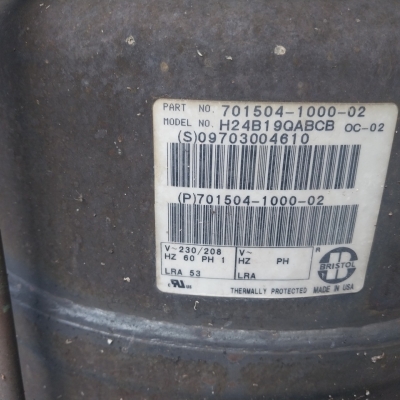 PART NO. 701504-1000-02
MODEL NO. H24B19QABCB OC-02
(S)09703004610
(P)701504-1000-02
V~230/208 V~
HZ 60 PH 1 HZ PH
LRA 53 LRA
R
H
BRISTOL
THERMALLY PROTECTED MADE IN USA